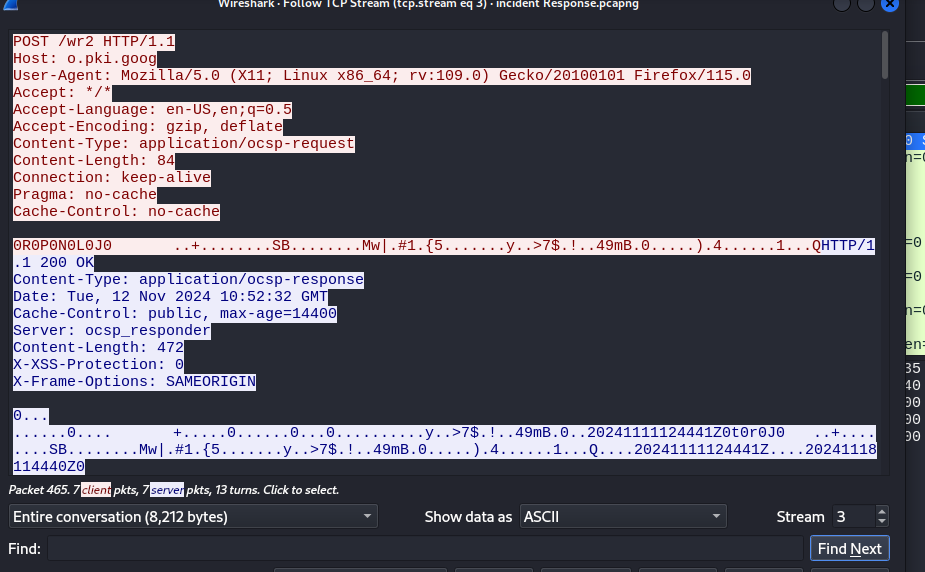 Wireshark · Follow TCP Stream (tcp.stream eq 3) · incident Response.pcapng
POST /wr2 HTTP/1.1
Host: o.pki.goog
User-Agent: Mozilla/5.0 (X11; Linux x86_64; rv:109.0) Gecko/20100101 Firefox/115.0
Accept: */*
Accept-Language: en-US,en;q=0.5
Accept-Encoding: gzip, deflate
Content-Type: application/ocsp-request
Content-Length: 84
Connection: keep-alive
Pragma: no-cache
Cache-Control: no-cache
0R0P0N0L0J0 ..+........SB........Mw|.#1.{5.......y..>7$.!..49mB.0.....).4......1...QHTTP/1
.1 200 OK
Content-Type: application/ocsp-response
Date: Tue, 12 Nov 2024 10:52:32 GMT
Cache-Control: public, max-age=14400
Server: ocsp_responder
Content-Length: 472
X-XSS-Protection: 0
X-Frame-Options: SAMEORIGIN
0...
......0.... +.....0......0...0..........y..>7$.!..49mB.0..20241111124441Z0t0r0J0 ..+....
....SB........Mw|.#1.{5.......y..>7$.!..49mB.0.....).4......1...Q....20241111124441Z....20241118
114440Z0
Packet 465. 7 client pkts, 7 server pkts, 13 turns. Click to select.
Entire conversation (8,212 bytes) Show data as ASCII Stream 3
Find: Find Next